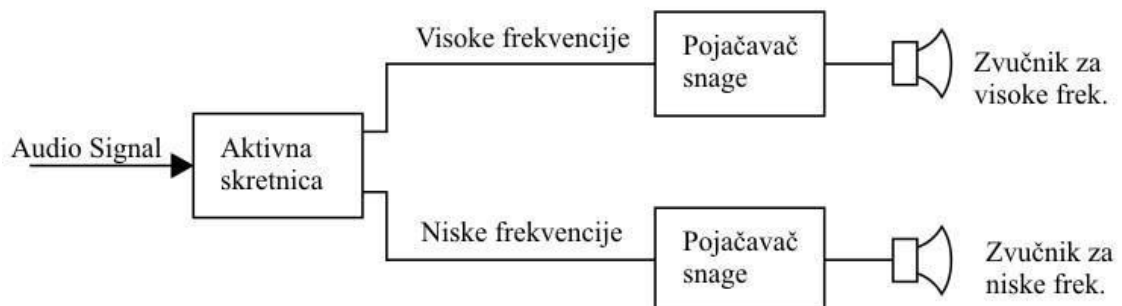 Visoke frekvencije
Pojačavač
snage
Zvučnik za
visoke frek.
Audio Signal
Aktivna
skretnica
Niske frekvencije
Pojačavač
snage
Zvučnik za
niske frek.